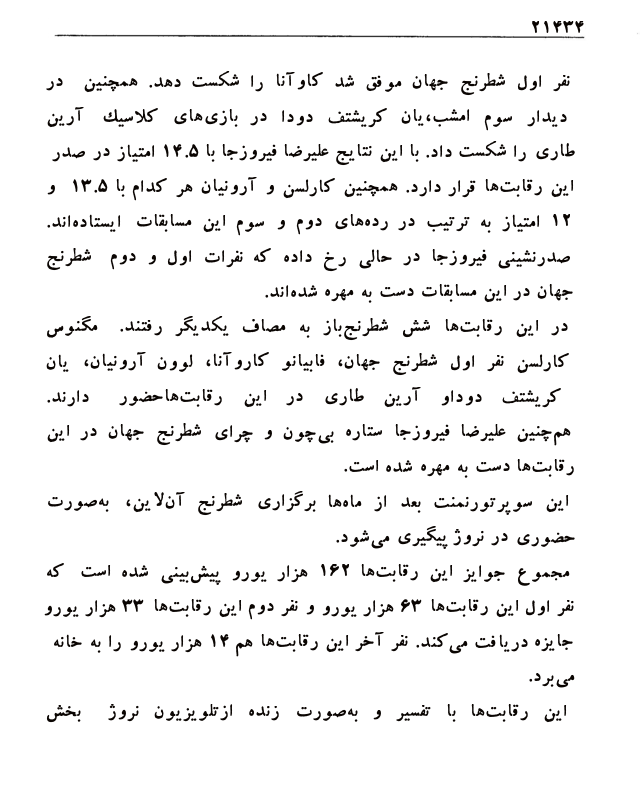 ۲۱۴۳۴
نفر اول شطرنج جهان موفق شد کاوآنا را شکست دهد. همچنین در
دیدار سوم امشب،یان کریشتف دودا در بازی‌های کلاسیك آرین
طاری را شکست داد. با این نتایج علیرضا فیروزجا با ۱۴.۵ امتیاز در صدر
این رقابت‌ها قرار دارد. همچنین کارلسن و آرونیان هر کدام با ۱۳.۵ و
۱۲ امتیاز به ترتیب در رده‌های دوم و سوم این مسابقات ایستاده‌اند.
صدرنشینی فیروزجا در حالی رخ داده که نفرات اول و دوم شطرنج
جهان در این مسابقات دست به مهره شده‌اند.
در این رقابت‌ها شش شطرنج‌باز به مصاف یکدیگر رفتند. مگنوس
کارلسن نفر اول شطرنج جهان، فابیانو کاروآنا، لوون آرونیان، یان
کریشتف دوداو آرین طاری در این رقابت‌هاحضور دارند.
هم‌چنین علیرضا فیروزجا ستاره بی‌چون و چرای شطرنج جهان در این
رقابت‌ها دست به مهره شده است.
این سوپرتورنمنت بعد از ماه‌ها برگزاری شطرنج آن‌لاین، به‌صورت
حضوری در نروژ پیگیری می‌شود.
مجموع جوایز این رقابت‌ها ۱۶۲ هزار یورو پیش‌بینی شده است که
نفر اول این رقابت‌ها ۶۳ هزار یورو و نفر دوم این رقابت‌ها ۳۳ هزار یورو
جایزه دریافت می‌کند. نفر آخر این رقابت‌ها هم ۱۴ هزار یورو را به خانه
می‌برد.
این رقابت‌ها با تفسیر و به‌صورت زنده ازتلویزیون نروژ بخش